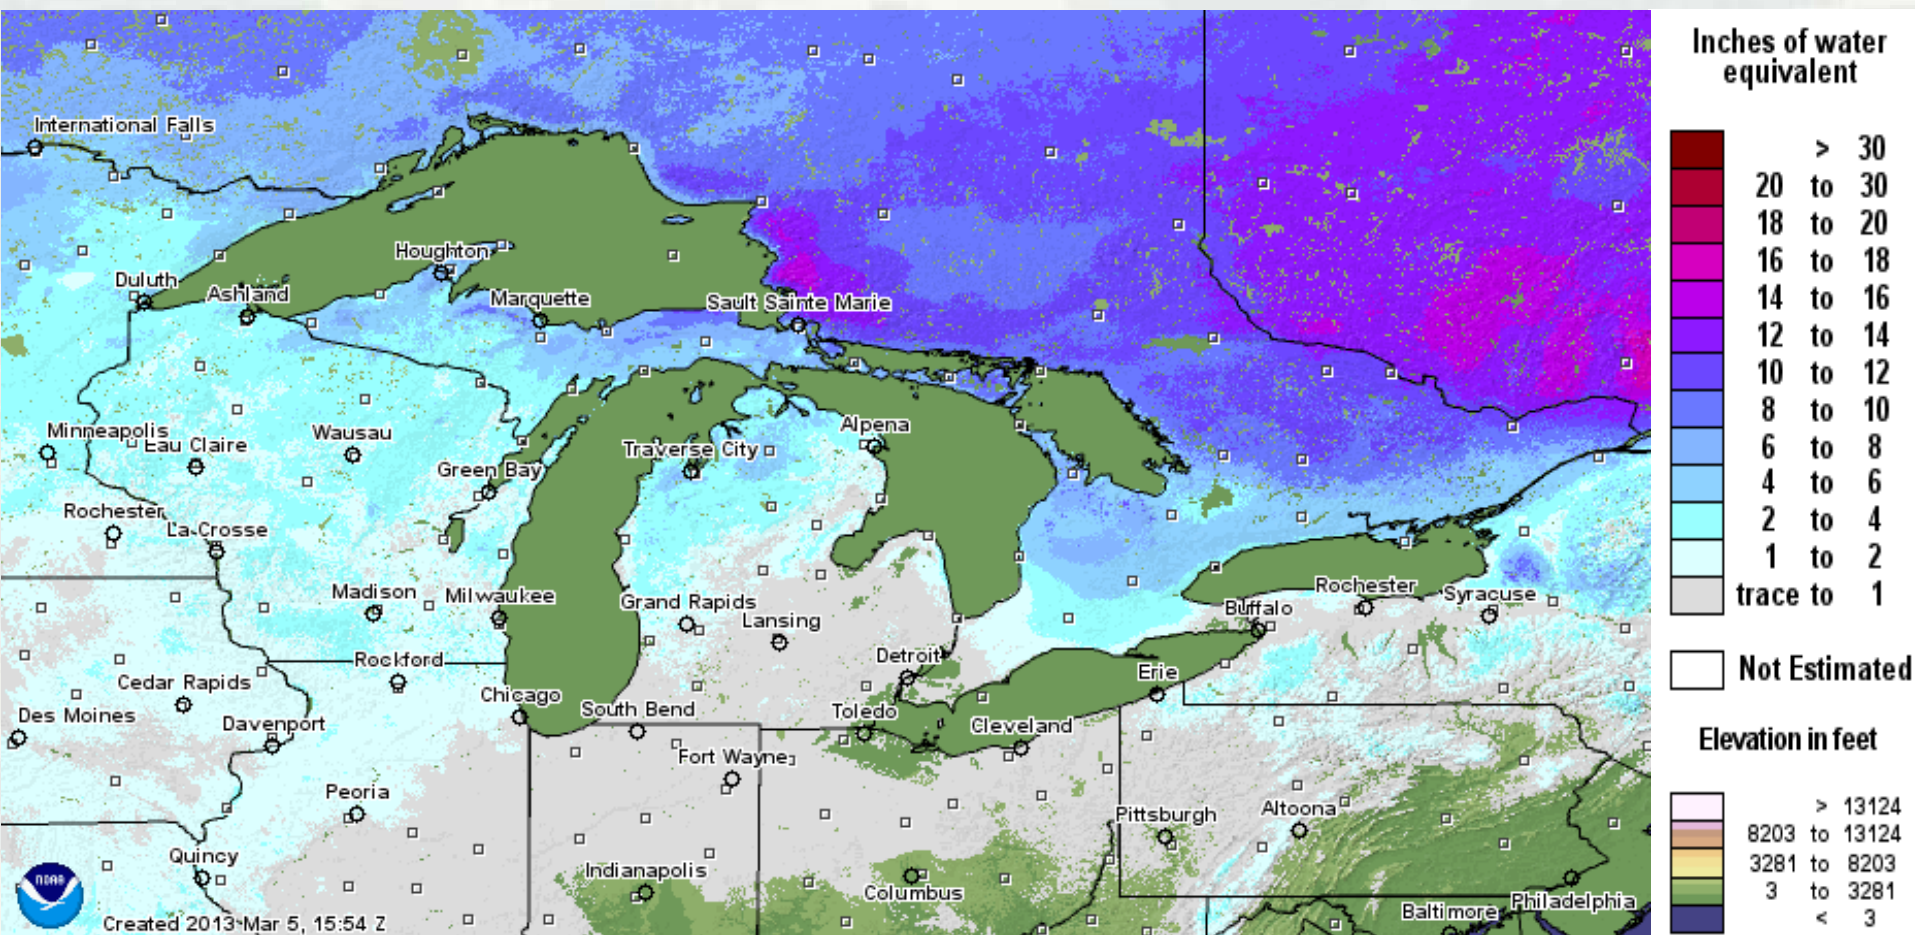 International Falls
Houghton
Duluth
Ashland
Marquette
Sault Sainte Marie
Minneapolis
Eau Claire
Wausau
Green Bay
Traverse City
Alpena
Rochester
La Crosse
Madison
Milwaukee
Grand Rapids
Lansing
Rochester
Syracuse
Buffalo
Rockford
Detroit
Erie
Cedar Rapids
Chicago
South Bend
Toledo
Cleveland
Des Moines
Davenport
Fort Wayne
Peoria
Pittsburgh
Altoona
Quincy
Indianapolis
Columbus
Baltimore
Philadelphia
NOAA
Created 2013 Mar 5, 15:54 Z
Inches of water
equivalent
> 30
20 to 30
18 to 20
16 to 18
14 to 16
12 to 14
10 to 12
8 to 10
6 to 8
4 to 6
2 to 4
1 to 2
trace to 1
Not Estimated
Elevation in feet
> 13124
8203 to 13124
3281 to 8203
3 to 3281
< 3